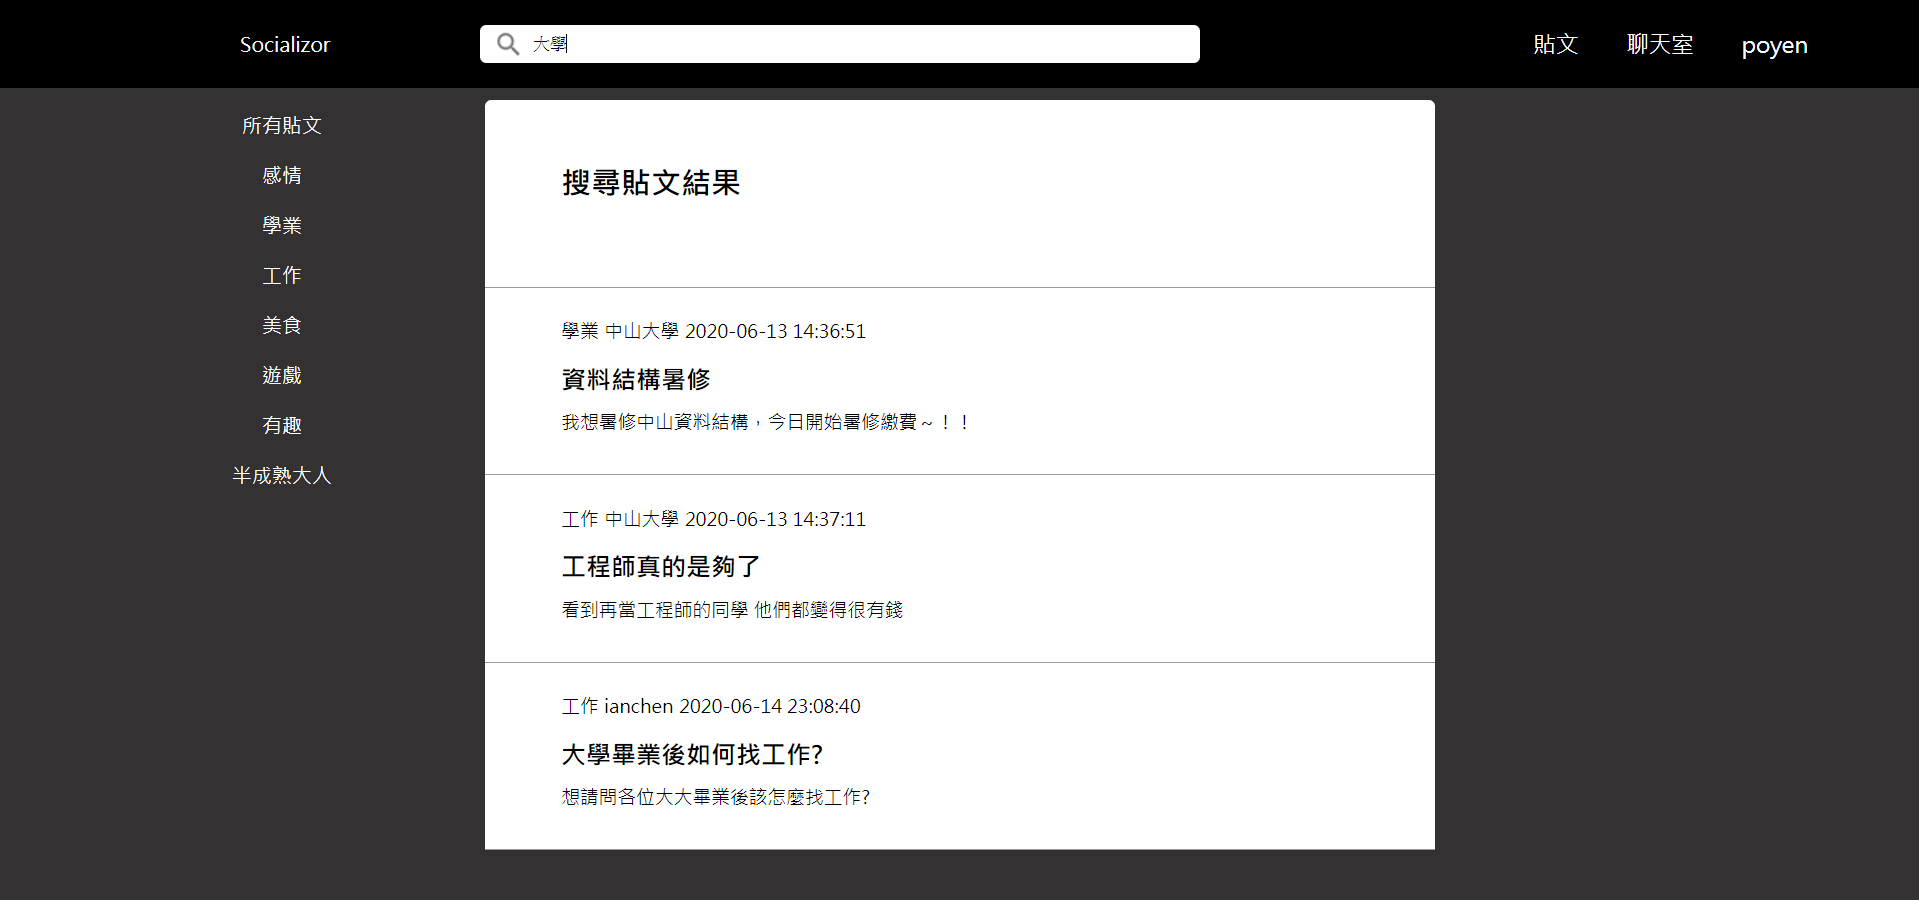 Socializor
大學
貼文
聊天室
poyen
所有貼文
感情
學業
工作
美食
遊戲
有趣
半成熟大人
搜尋貼文結果
學業 中山大學 2020-06-13 14:36:51
資料結構暑修
我想暑修中山資料結構，今日開始暑修繳費～！！
工作 中山大學 2020-06-13 14:37:11
工程師真的是夠了
看到再當工程師的同學 他們都變得很有錢
工作 ianchen 2020-06-14 23:08:40
大學畢業後如何找工作?
想請問各位大大畢業後該怎麼找工作?